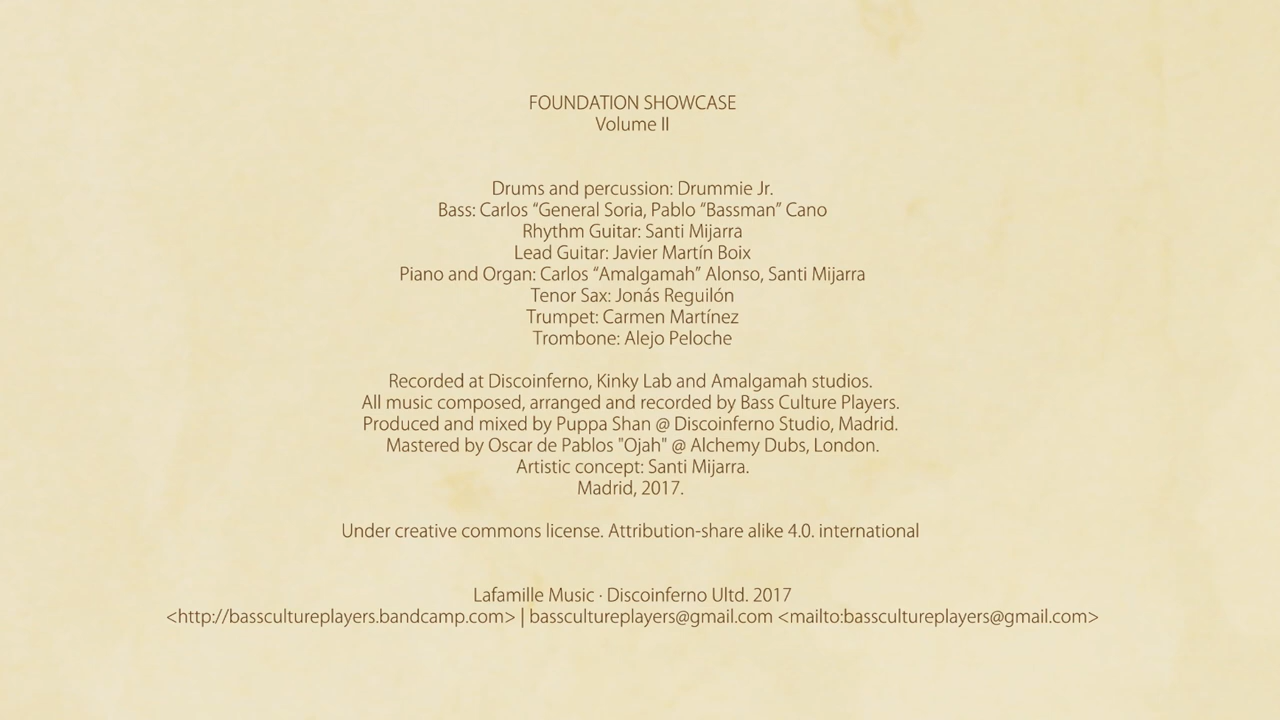 FOUNDATION SHOWCASE
Volume II
Drums and percussion: Drummie Jr.
Bass: Carlos “General Soria, Pablo “Bassman” Cano
Rhythm Guitar: Santi Mijarra
Lead Guitar: Javier Martín Boix
Piano and Organ: Carlos “Amalgamah” Alonso, Santi Mijarra
Tenor Sax: Jonás Reguilón
Trumpet: Carmen Martínez
Trombone: Alejo Peloche
Recorded at Discoinferno, Kinky Lab and Amalgamah studios.
All music composed, arranged and recorded by Bass Culture Players.
Produced and mixed by Puppa Shan @ Discoinferno Studio, Madrid.
Mastered by Oscar de Pablos "Ojah" @ Alchemy Dubs, London.
Artistic concept: Santi Mijarra.
Madrid, 2017.
Under creative commons license. Attribution-share alike 4.0. international
Lafamille Music · Discoinferno Ultd. 2017
<http://basscultureplayers.bandcamp.com> | basscultureplayers@gmail.com <mailto:basscultureplayers@gmail.com>